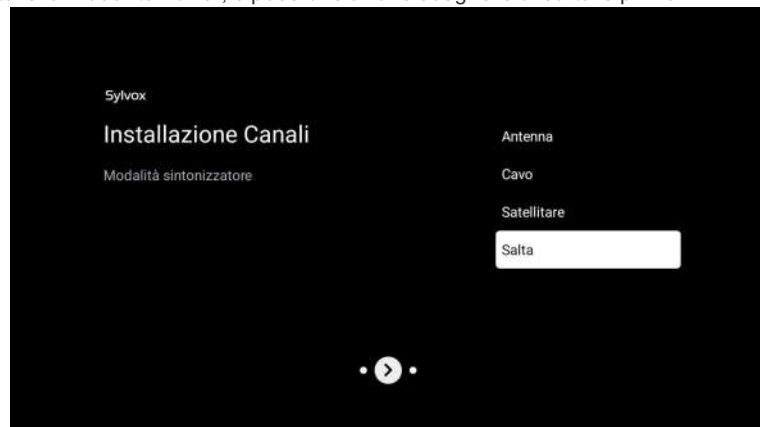 Sylvox
Installazione Canali
Modalità sintonizzatore
Antenna
Cavo
Satellitare
Salta